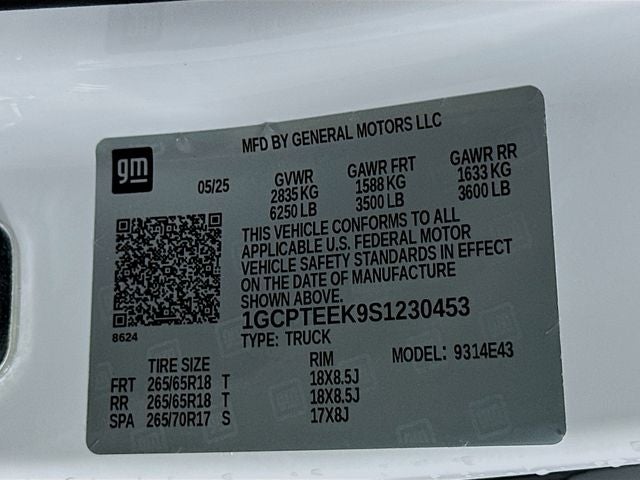 MFD BY GENERAL MOTORS LLC
gm
05/25
GVWR GAWR FRT GAWR RR
2835 KG 1588 KG 1633 KG
6250 LB 3500 LB 3600 LB
THIS VEHICLE CONFORMS TO ALL
APPLICABLE U.S. FEDERAL MOTOR
VEHICLE SAFETY STANDARDS IN EFFECT
ON THE DATE OF MANUFACTURE
SHOWN ABOVE.
1GCPTEEK9S1230453
8624
TYPE: TRUCK
MODEL: 9314E43
TIRE SIZE RIM
FRT 265/65R18 T 18X8.5J
RR 265/65R18 T 18X8.5J
SPA 265/70R17 S 17X8J